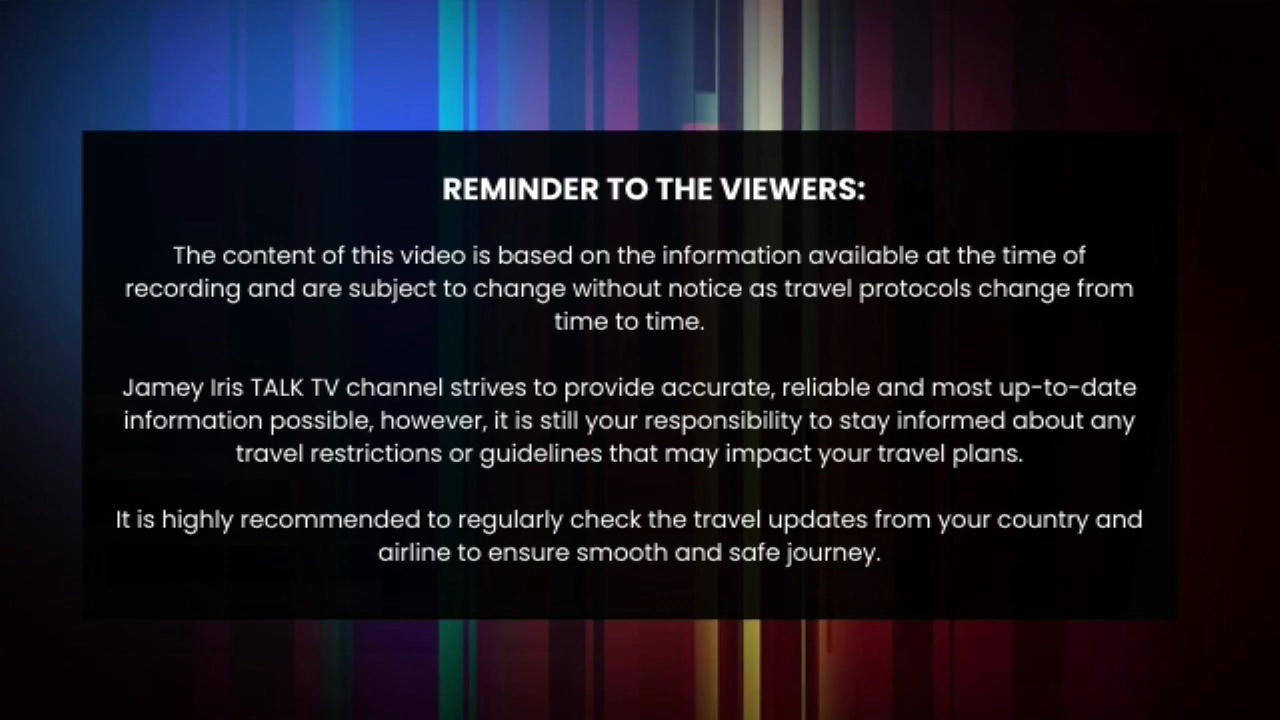 REMINDER TO THE VIEWERS:
The content of this video is based on the information available at the time of
recording and are subject to change without notice as travel protocols change from
time to time.
Jamey Iris TALK TV channel strives to provide accurate, reliable and most up-to-date
information possible, however, it is still your responsibility to stay informed about any
travel restrictions or guidelines that may impact your travel plans.
It is highly recommended to regularly check the travel updates from your country and
airline to ensure smooth and safe journey.